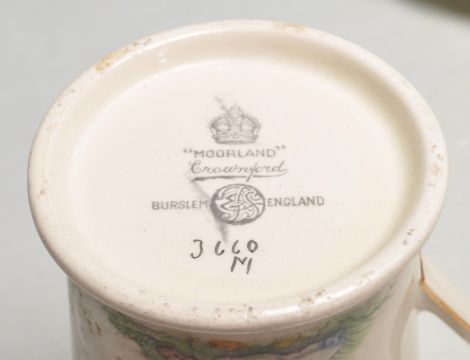 "MOORLAND"
Crownford
BURSLEM ENGLAND
3660
M